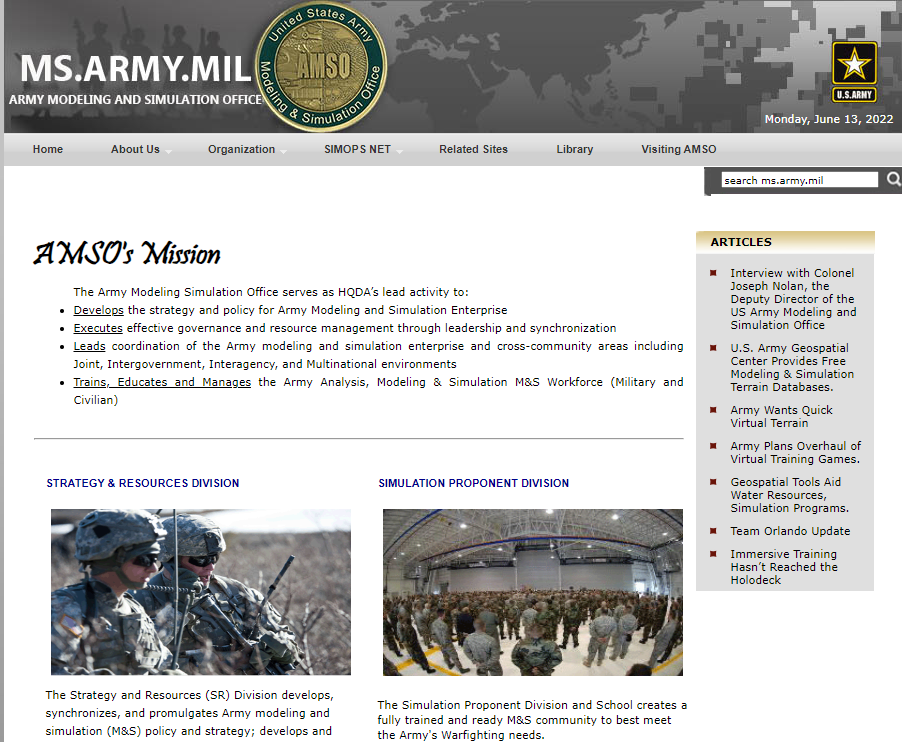 United States Army
AMSO
Modeling & Simulation Office
MS.ARMY.MIL
ARMY MODELING AND SIMULATION OFFICE
U.S.ARMY
Monday, June 13, 2022
Home About Us Organization SIMOPS NET Related Sites Library Visiting AMSO
search ms.army.mil
AMSO's Mission
The Army Modeling Simulation Office serves as HQDA’s lead activity to:
Develops the strategy and policy for Army Modeling and Simulation Enterprise
Executes effective governance and resource management through leadership and synchronization
Leads coordination of the Army modeling and simulation enterprise and cross-community areas including
Joint, Intergovernment, Interagency, and Multinational environments
Trains, Educates and Manages the Army Analysis, Modeling & Simulation M&S Workforce (Military and
Civilian)
STRATEGY & RESOURCES DIVISION
The Strategy and Resources (SR) Division develops,
synchronizes, and promulgates Army modeling and
simulation (M&S) policy and strategy; develops and
SIMULATION PROPONENT DIVISION
The Simulation Proponent Division and School creates a
fully trained and ready M&S community to best meet
the Army's Warfighting needs.
ARTICLES
Interview with Colonel
Joseph Nolan, the
Deputy Director of the
US Army Modeling and
Simulation Office
U.S. Army Geospatial
Center Provides Free
Modeling & Simulation
Terrain Databases.
Army Wants Quick
Virtual Terrain
Army Plans Overhaul of
Virtual Training Games.
Geospatial Tools Aid
Water Resources,
Simulation Programs.
Team Orlando Update
Immersive Training
Hasn’t Reached the
Holodeck